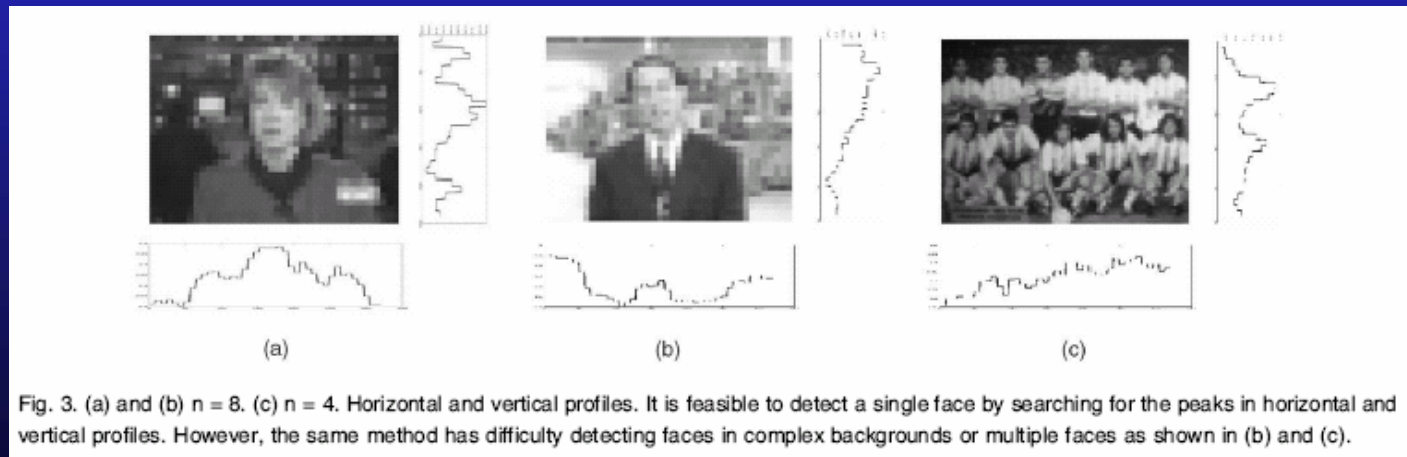 (a)
(b)
(c)
Fig. 3. (a) and (b) n = 8. (c) n = 4. Horizontal and vertical profiles. It is feasible to detect a single face by searching for the peaks in horizontal and
vertical profiles. However, the same method has difficulty detecting faces in complex backgrounds or multiple faces as shown in (b) and (c).